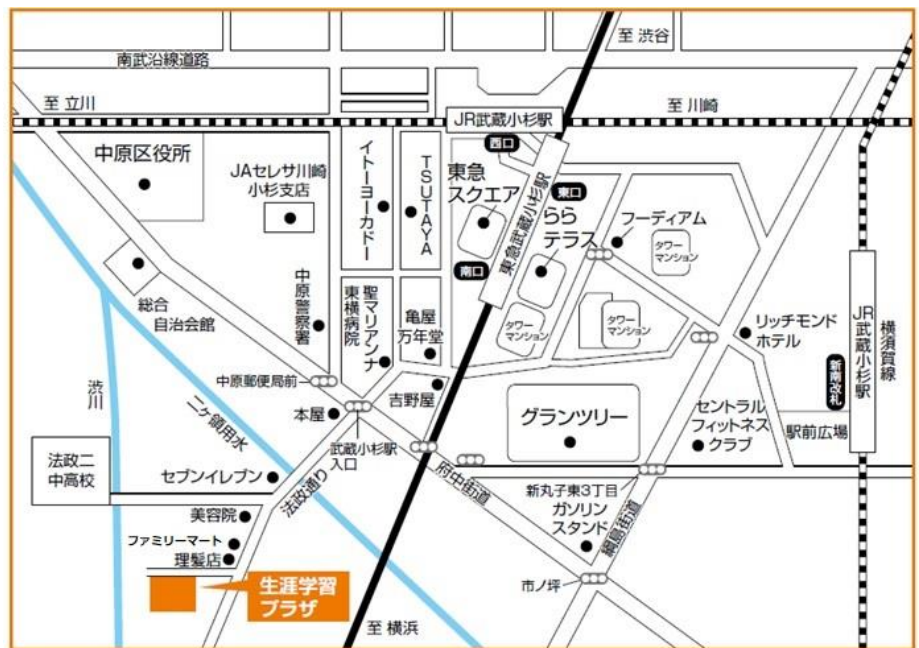 至 渋谷
南武沿線道路
至 立川
至 川崎
JR武蔵小杉駅
西口
中原区役所
JAセレサ川崎
小杉支店
イトーヨーカドー
TSUTAYA
東急
スクエア
東急武蔵小杉駅
東口
らら
テラス
フーディアム
タワー
マンション
南口
総合
自治会館
中原警察署
聖マリアンナ
東横病院
亀屋
万年堂
タワー
マンション
タワー
マンション
リッチモンド
ホテル
JR武蔵小杉駅
横須賀線
新南改札
中原郵便局前
吉野屋
渋川
二ヶ領用水
本屋
武蔵小杉駅
入口
グランツリー
セントラル
フィットネス
クラブ
駅前広場
法政二
中高校
セブンイレブン
法政通り
府中街道
新丸子東3丁目
ガソリン
スタンド
綱島街道
美容院
ファミリーマート
理髪店
市ノ坪
生涯学習
プラザ
至 横浜